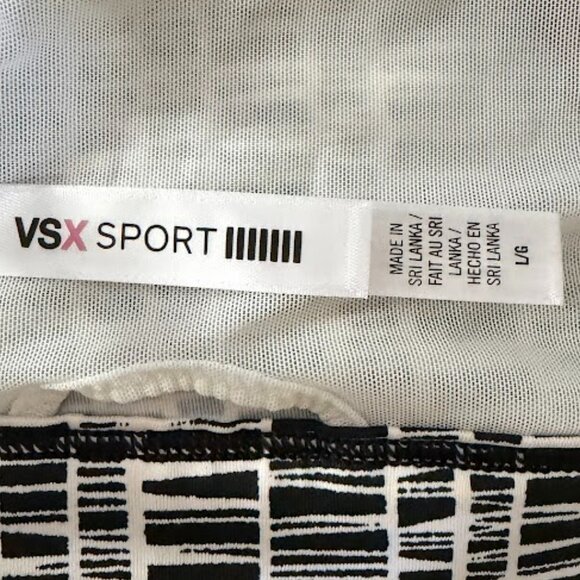 VSX SPORT
MADE IN
SRI LANKA /
FAIT AU SRI
LANKA /
HECHO EN
SRI LANKA
L/G